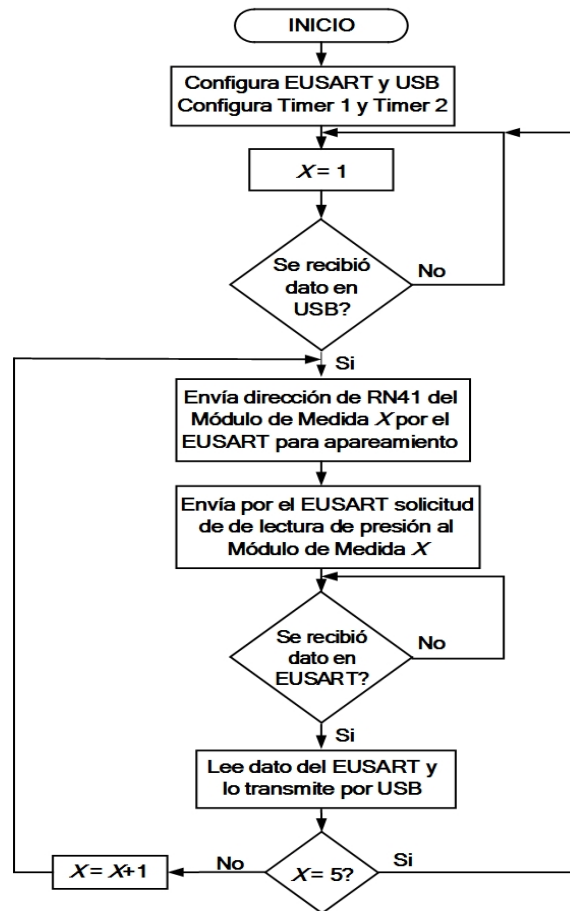 INICIO
Configura EUSART y USB
Configura Timer 1 y Timer 2
X = 1
Se recibió
dato en
USB?
No
Si
Envía dirección de RN41 del
Módulo de Medida X por el
EUSART para apareamiento
Envía por el EUSART solicitud
de de lectura de presión al
Módulo de Medida X
Se recibió
dato en
EUSART?
No
Si
Lee dato del EUSART y
lo transmite por USB
X = X+1
No
X = 5?
Si